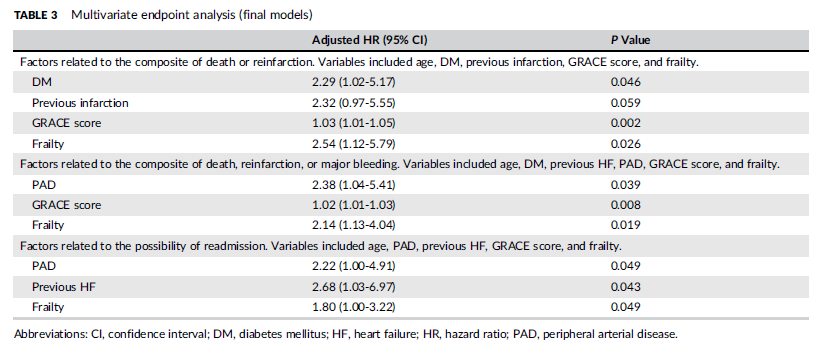 TABLE 3 Multivariate endpoint analysis (final models)
Adjusted HR (95% CI) P Value
Factors related to the composite of death or reinfarction. Variables included age, DM, previous infarction, GRACE score, and frailty.
DM 2.29 (1.02-5.17) 0.046
Previous infarction 2.32 (0.97-5.55) 0.059
GRACE score 1.03 (1.01-1.05) 0.002
Frailty 2.54 (1.12-5.79) 0.026
Factors related to the composite of death, reinfarction, or major bleeding. Variables included age, DM, previous HF, PAD, GRACE score, and frailty.
PAD 2.38 (1.04-5.41) 0.039
GRACE score 1.02 (1.01-1.03) 0.008
Frailty 2.14 (1.13-4.04) 0.019
Factors related to the possibility of readmission. Variables included age, PAD, previous HF, GRACE score, and frailty.
PAD 2.22 (1.00-4.91) 0.049
Previous HF 2.68 (1.03-6.97) 0.043
Frailty 1.80 (1.00-3.22) 0.049
Abbreviations: CI, confidence interval; DM, diabetes mellitus; HF, heart failure; HR, hazard ratio; PAD, peripheral arterial disease.